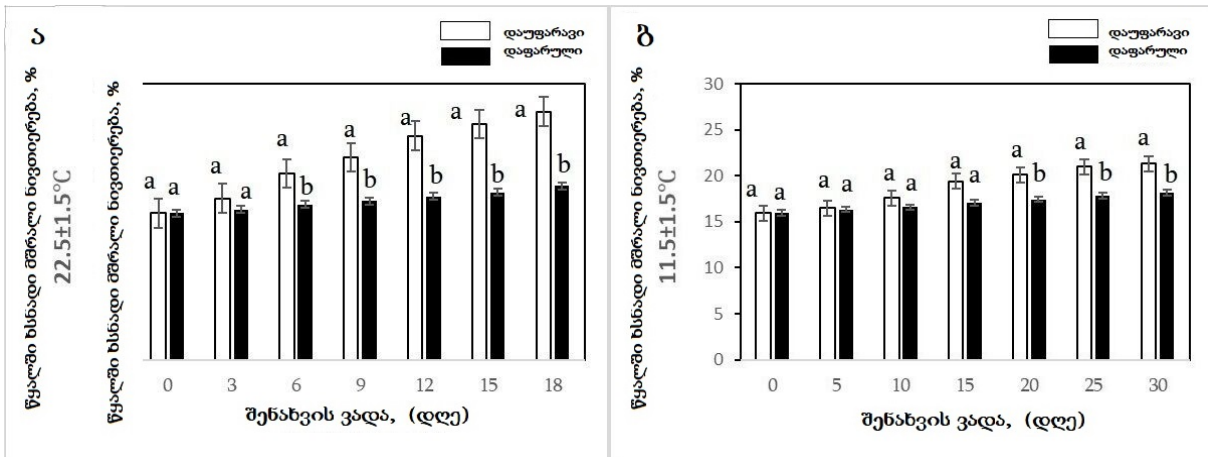 ა
დაუფარავი
დაფარული
წყალში ხსნადი მშრალი ნივთიერება, %
22.5±1.5°C
წყალში ხსნადი მშრალი ნივთიერება, %
a a a a a b a b a b a b a b
0 3 6 9 12 15 18
შენახვის ვადა, (დღე)
ბ
დაუფარავი
დაფარული
წყალში ხსნადი მშრალი ნივთიერება, %
11.5±1.5°C
30
25
20
15
10
5
0
a a a a a a a a a b a b a b
0 5 10 15 20 25 30
შენახვის ვადა, (დღე)